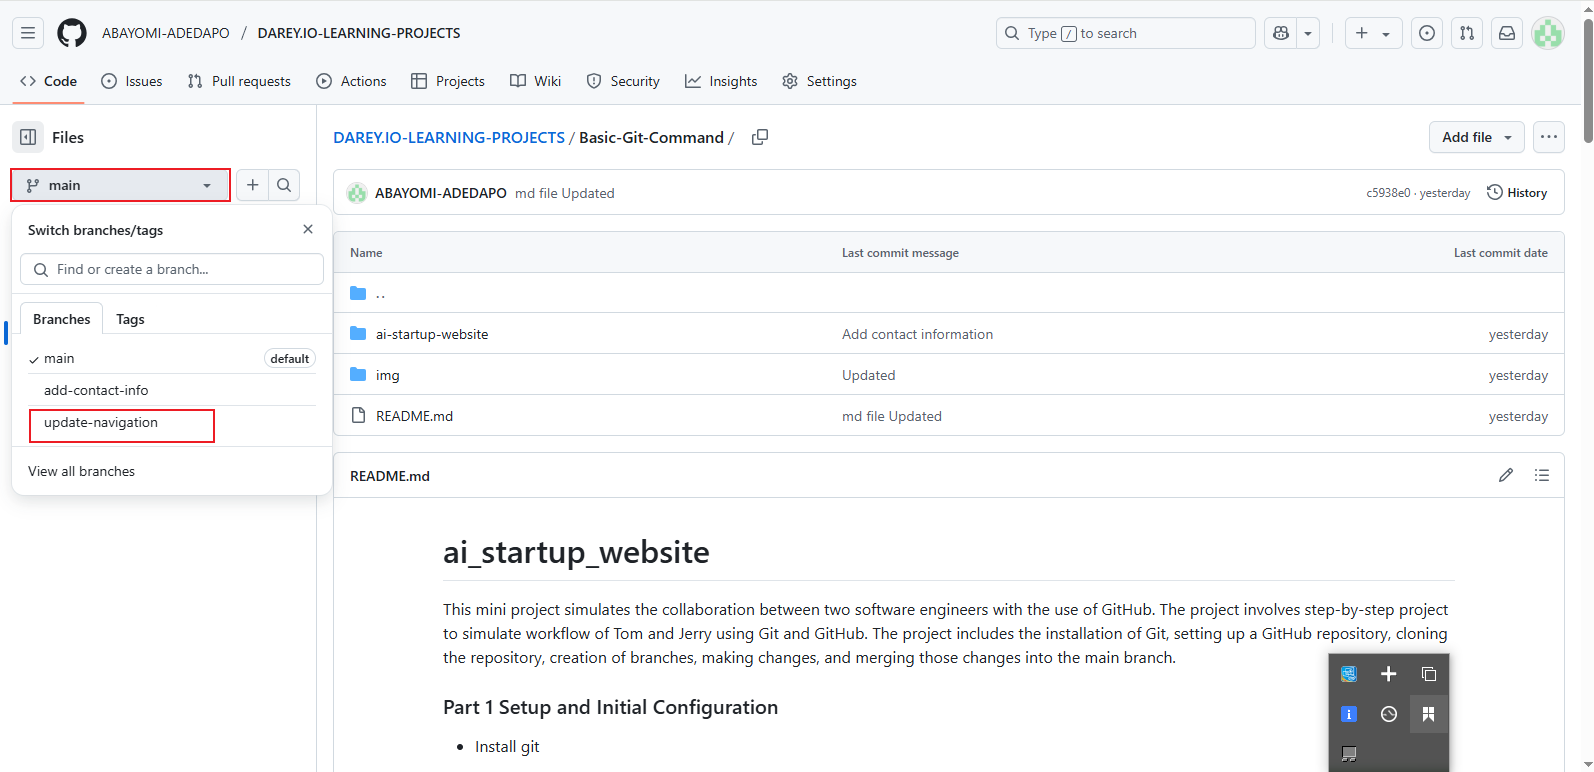 ABAYOMI-ADEDAPO / DAREY.IO-LEARNING-PROJECTS
Type / to search
Code
Issues
Pull requests
Actions
Projects
Wiki
Security
Insights
Settings
Files
main
Switch branches/tags
Find or create a branch...
Branches
Tags
main
default
add-contact-info
update-navigation
View all branches
DAREY.IO-LEARNING-PROJECTS / Basic-Git-Command /
Add file
ABAYOMI-ADEDAPO md file Updated
c5938e0 · yesterday
History
Name
Last commit message
Last commit date
..
ai-startup-website
Add contact information
yesterday
img
Updated
yesterday
README.md
md file Updated
yesterday
README.md
ai_startup_website
This mini project simulates the collaboration between two software engineers with the use of GitHub. The project involves step-by-step project
to simulate workflow of Tom and Jerry using Git and GitHub. The project includes the installation of Git, setting up a GitHub repository, cloning
the repository, creation of branches, making changes, and merging those changes into the main branch.
Part 1 Setup and Initial Configuration
• Install git